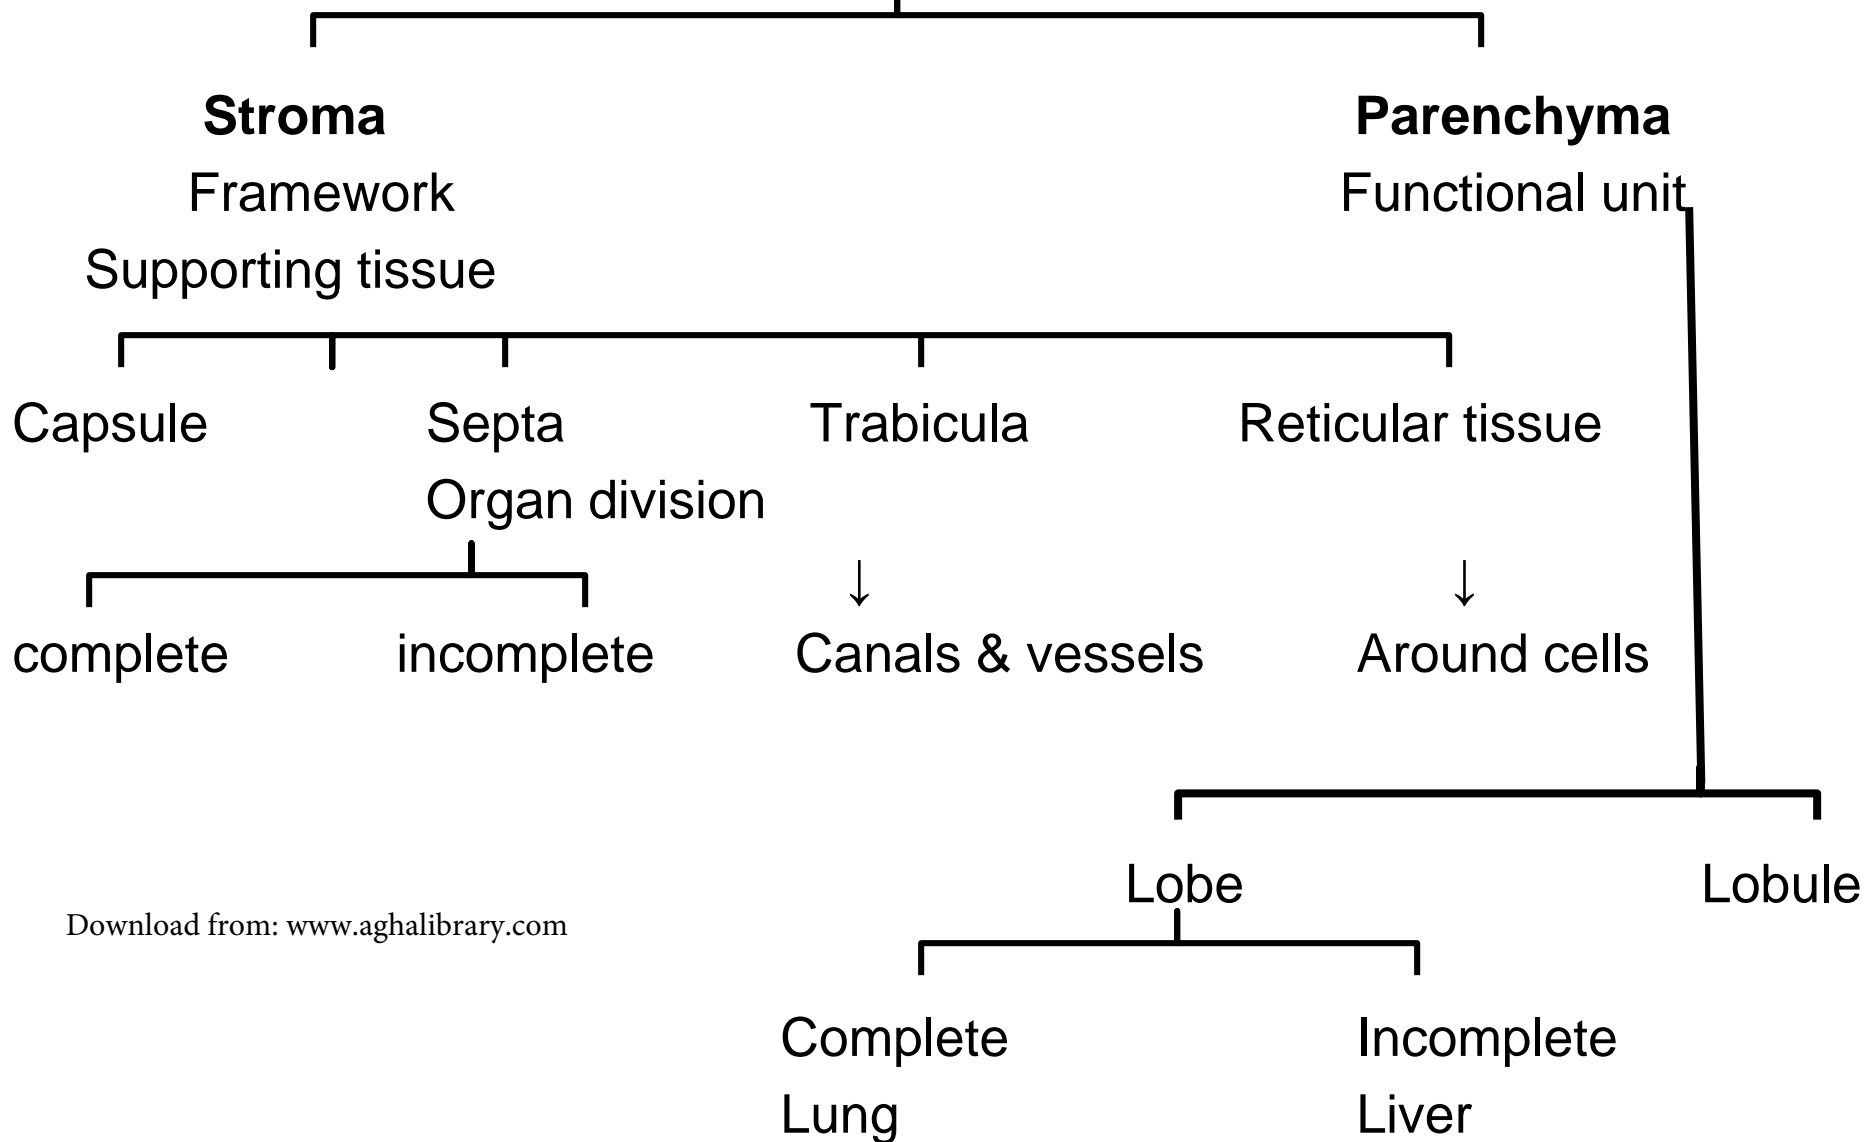 Stroma Parenchyma
Framework Functional unit
Supporting tissue
Capsule Septa Trabicula Reticular tissue
Organ division
↓ ↓
complete incomplete Canals & vessels Around cells
Lobe Lobule
Download from: www.aghalibrary.com
Complete Incomplete
Lung Liver